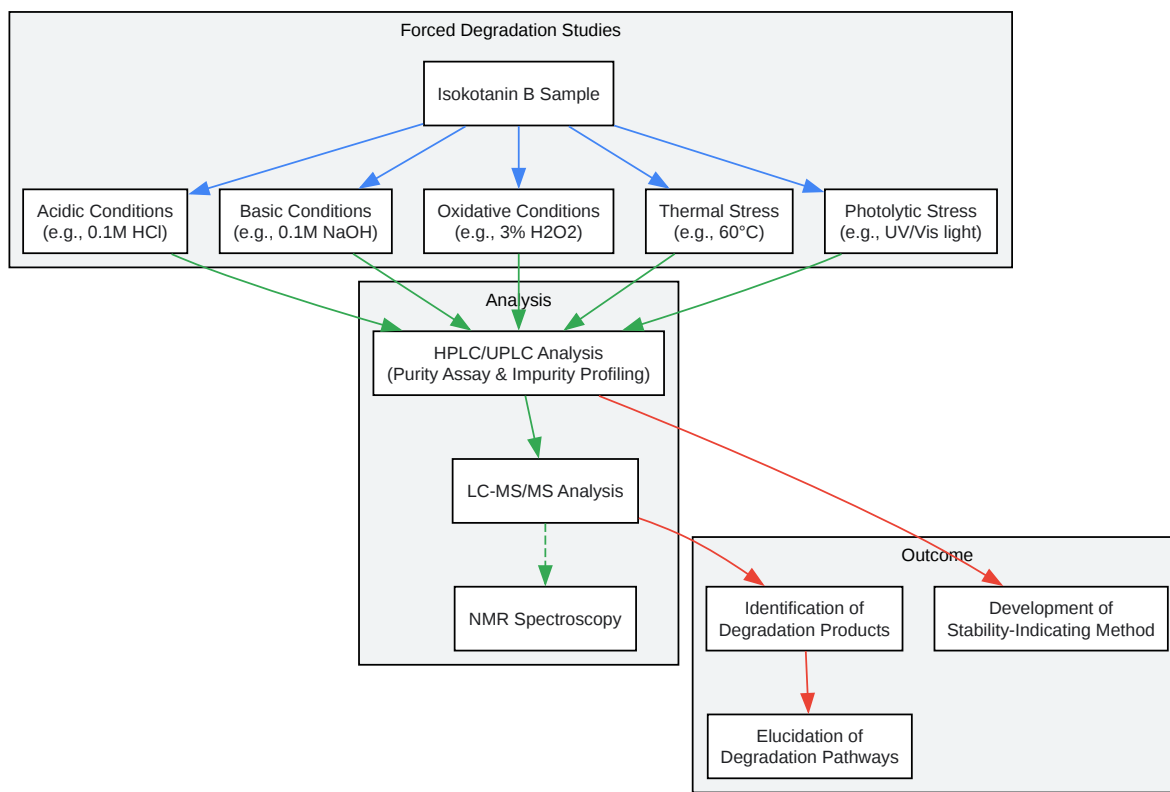 Forced Degradation Studies
Isokotanin B Sample
Acidic Conditions
(e.g., 0.1M HCl)
Basic Conditions
(e.g., 0.1M NaOH)
Oxidative Conditions
(e.g., 3% H2O2)
Thermal Stress
(e.g., 60°C)
Photolytic Stress
(e.g., UV/Vis light)
Analysis
HPLC/UPLC Analysis
(Purity Assay & Impurity Profiling)
LC-MS/MS Analysis
NMR Spectroscopy
Outcome
Identification of
Degradation Products
Development of
Stability-Indicating Method
Elucidation of
Degradation Pathways